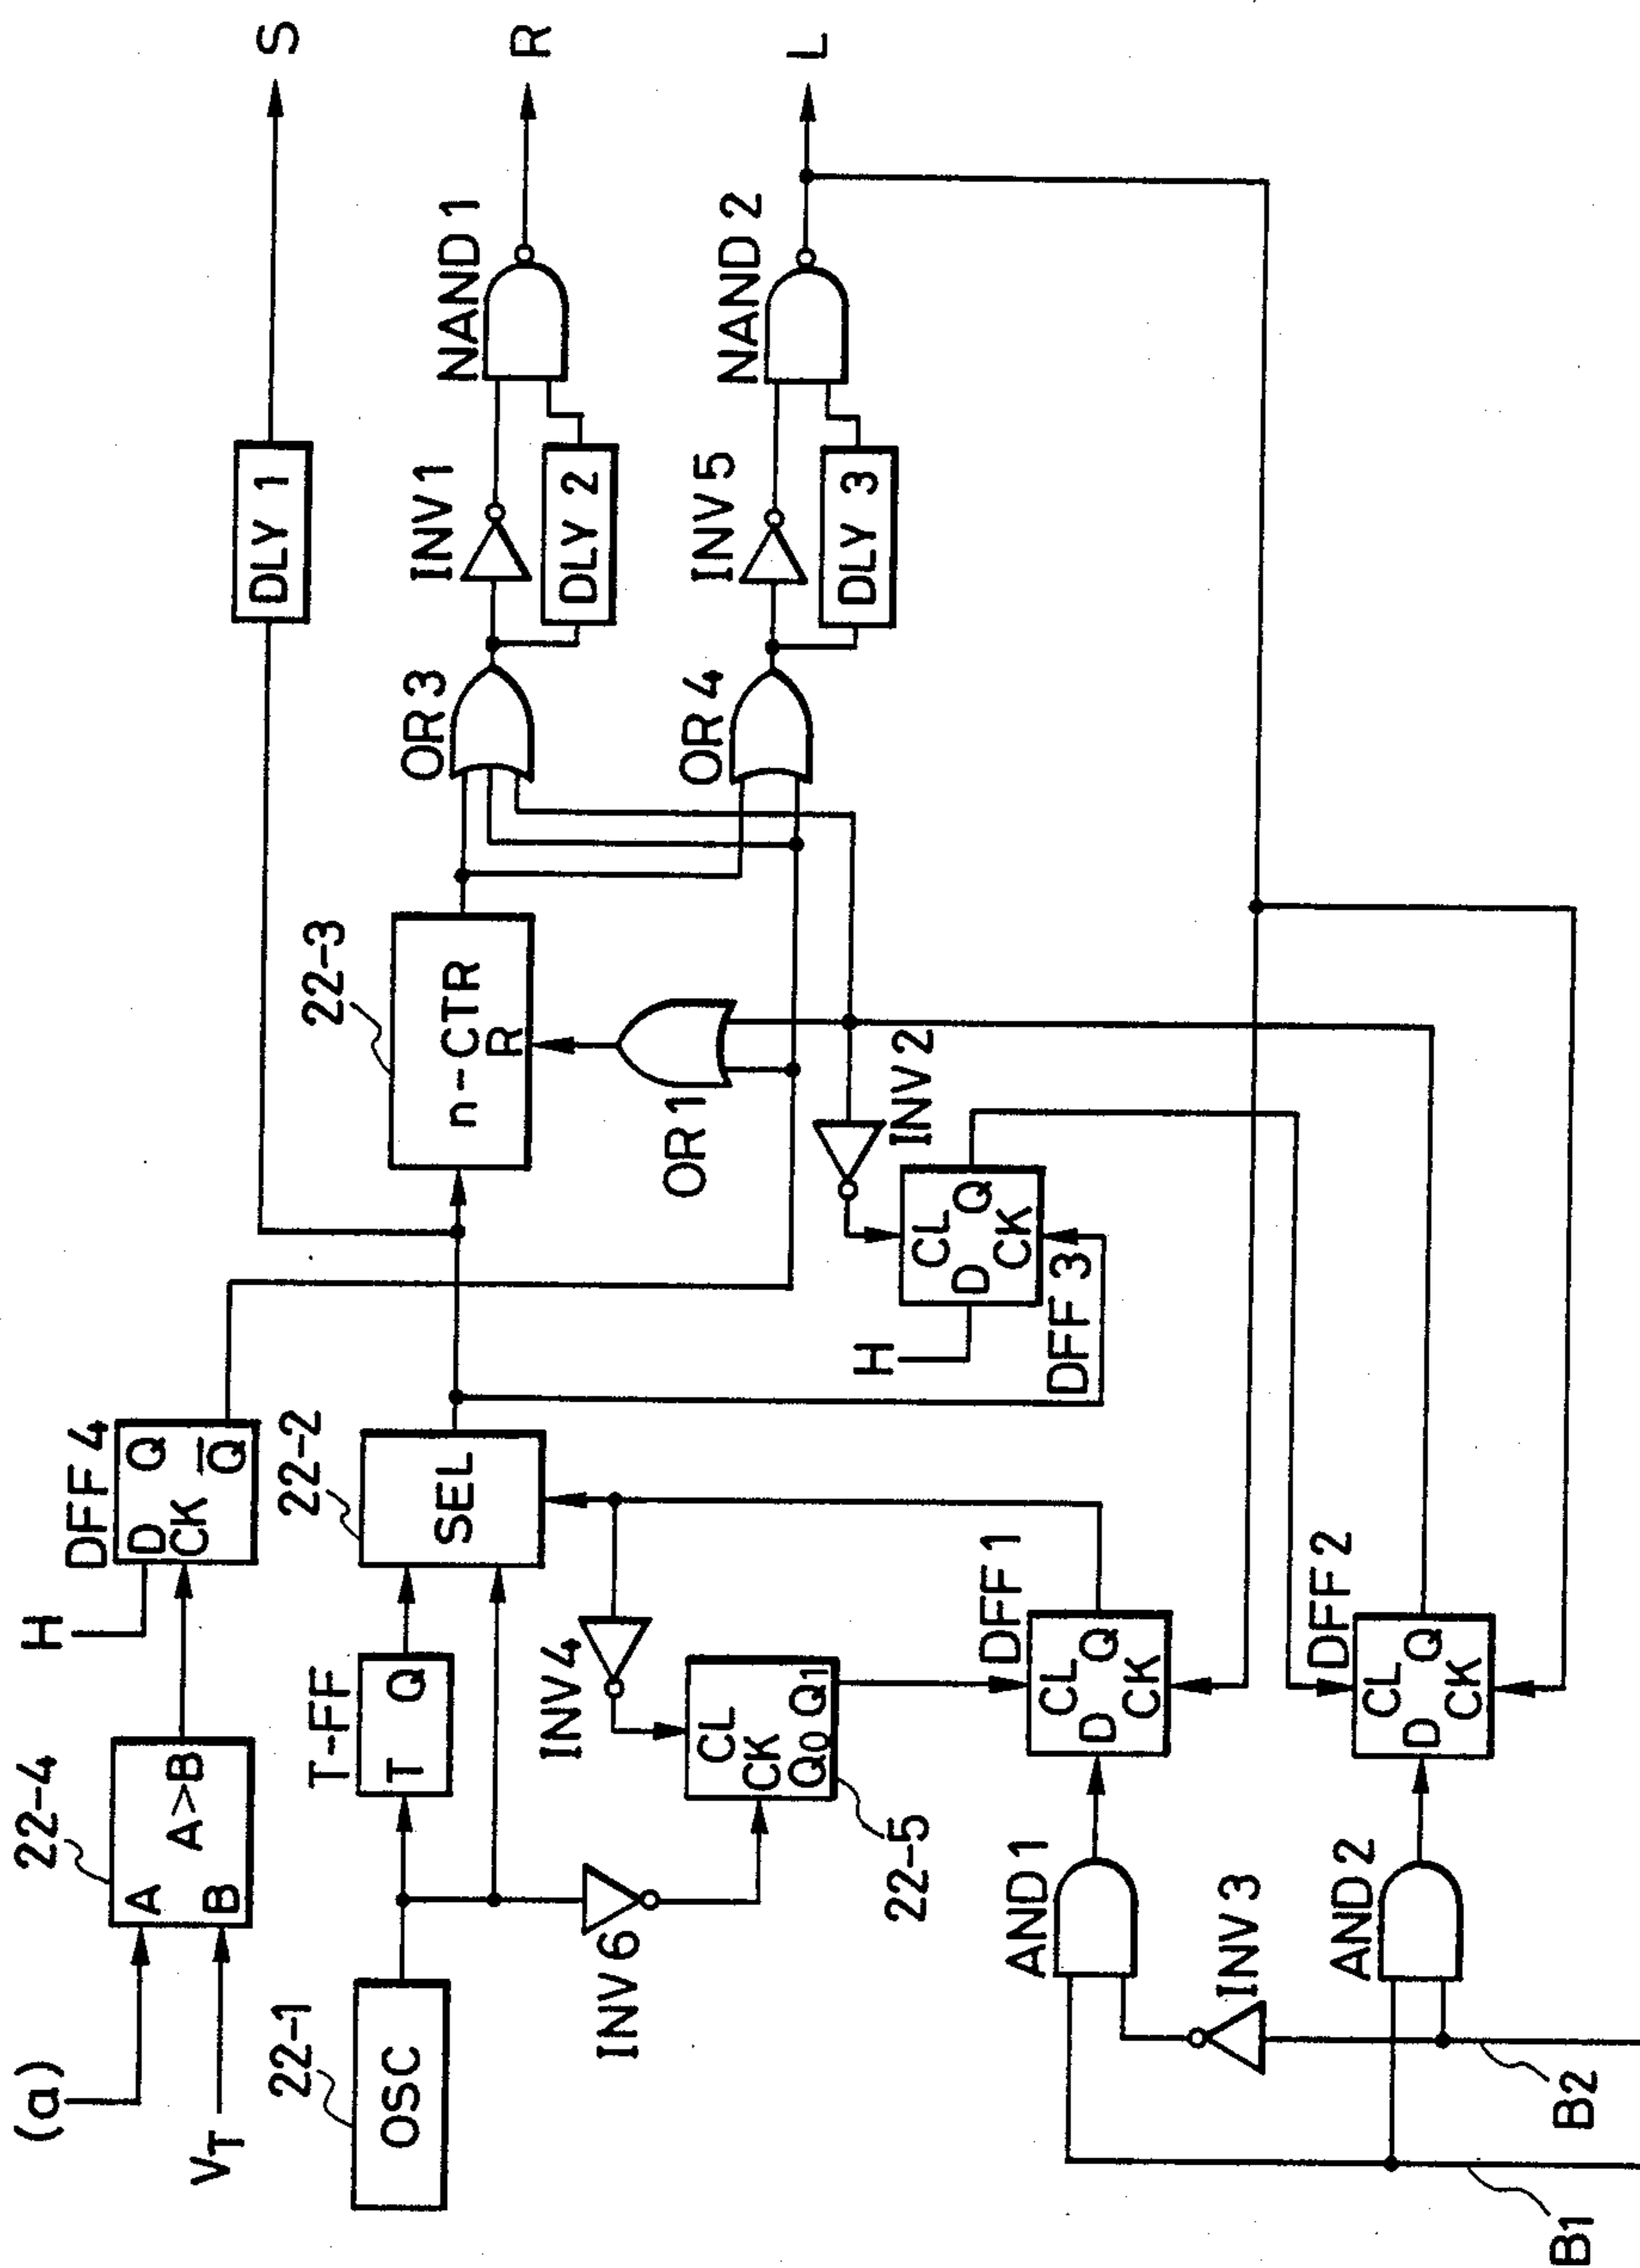 (a)
VT
22-4
A
B
A>B
H
DFF 4
D
Q
CK
Q̅
DLY 1
S
22-1
OSC
T-FF
T
Q
22-2
SEL
22-3
n-CTR
R
OR 3
INV 1
DLY 2
NAND 1
R
OR 4
INV 5
DLY 3
NAND 2
L
OR 1
INV 2
H
CL
D
Q
CK
DFF 3
INV 6
INV 4
CL
CK
Q0
Q1
22-5
AND 1
DFF 1
CL
D
Q
CK
INV 3
AND 2
DFF 2
CL
D
Q
CK
B1
B2